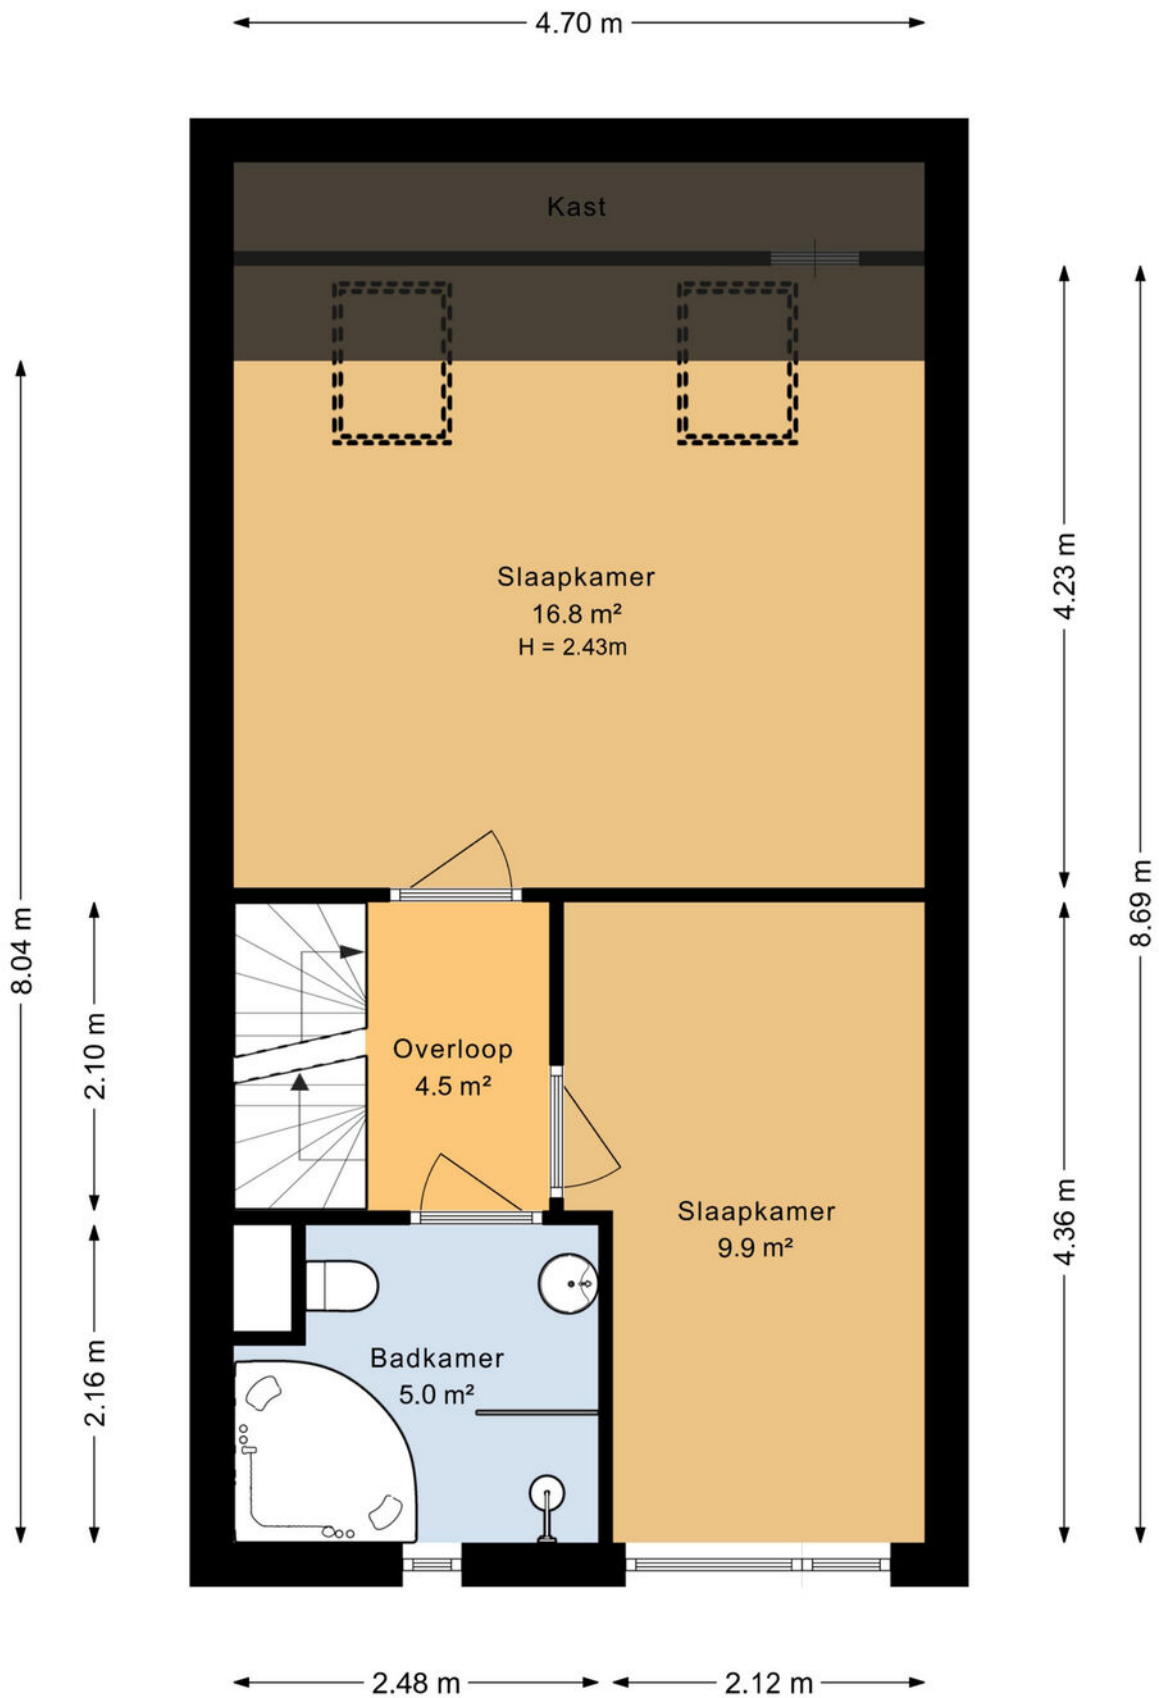 4.70 m
Kast
Slaapkamer
16.8 m²
H = 2.43m
4.23 m
8.69 m
8.04 m
2.10 m
Overloop
4.5 m²
Slaapkamer
9.9 m²
4.36 m
Badkamer
5.0 m²
2.16 m
2.48 m
2.12 m